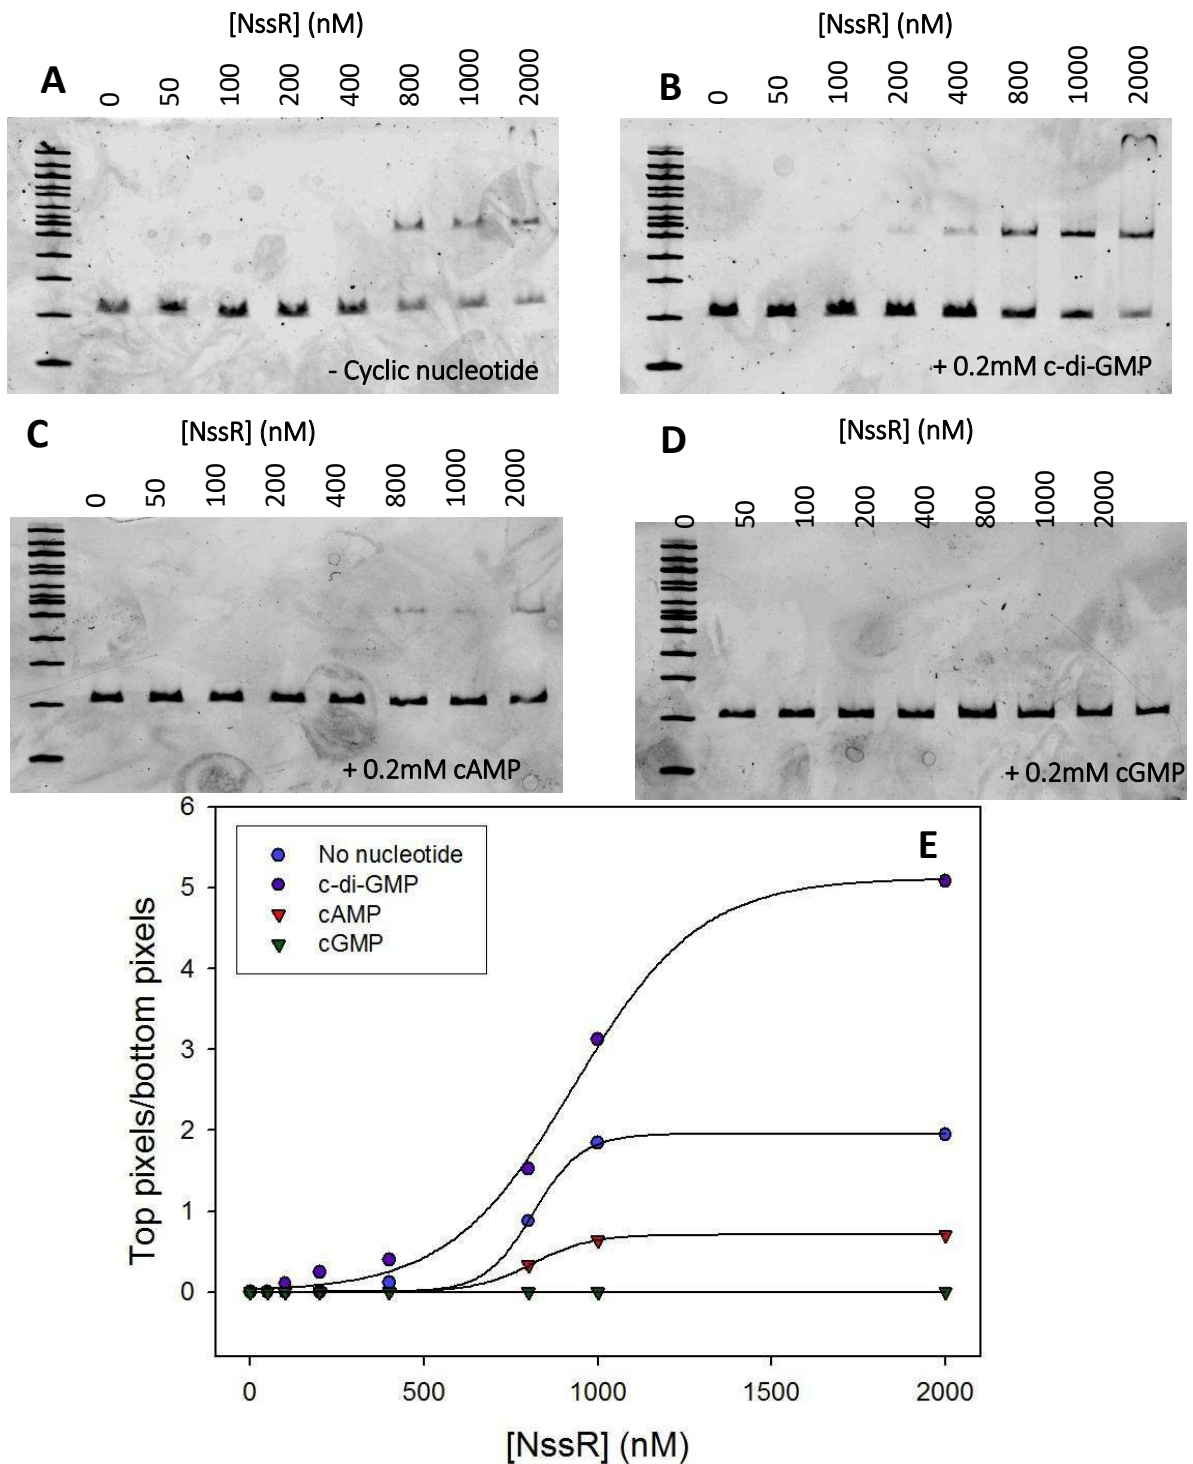 [NssR] (nM)
A
0 50 100 200 400 800 1000 2000
- Cyclic nucleotide
[NssR] (nM)
B
0 50 100 200 400 800 1000 2000
+ 0.2mM c-di-GMP
C
[NssR] (nM)
0 50 100 200 400 800 1000 2000
+ 0.2mM cAMP
D
[NssR] (nM)
0 50 100 200 400 800 1000 2000
+ 0.2mM cGMP
E
No nucleotide
c-di-GMP
cAMP
cGMP
Top pixels/bottom pixels
6
5
4
3
2
1
0
0 500 1000 1500 2000
[NssR] (nM)